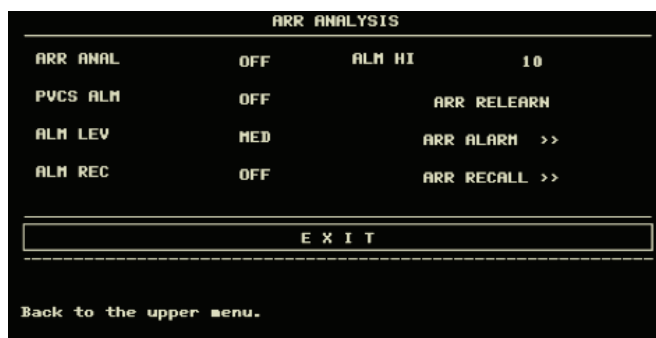 ARR ANALYSIS
ARR ANAL OFF ALM HI 10
PVCS ALM OFF ARR RELEARN
ALM LEV MED ARR ALARM >>
ALM REC OFF ARR RECALL >>
E X I T
Back to the upper menu.